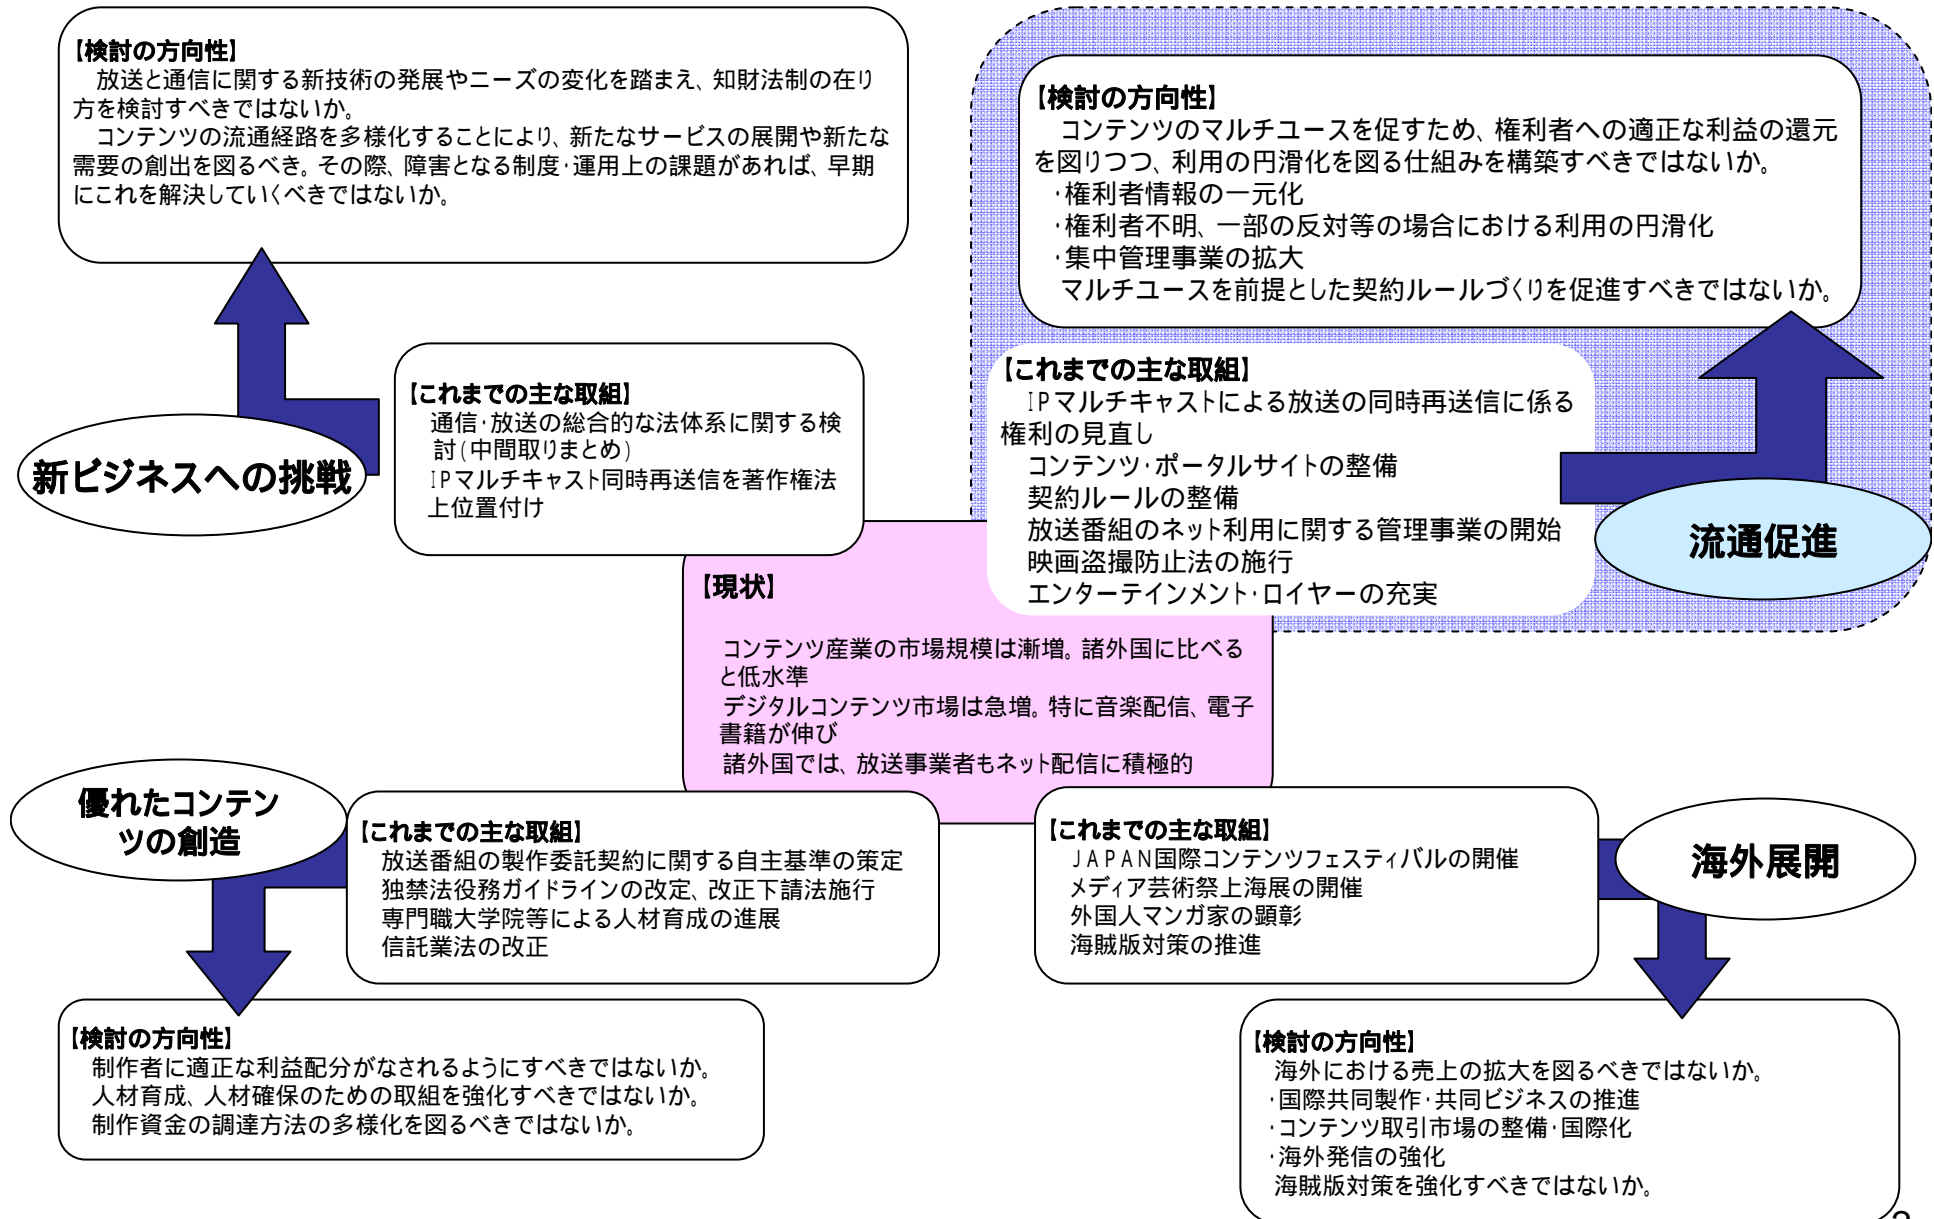 【検討の方向性】
放送と通信に関する新技術の発展やニーズの変化を踏まえ、知財法制の在り
方を検討すべきではないか。
コンテンツの流通経路を多様化することにより、新たなサービスの展開や新たな
需要の創出を図るべき。その際、障害となる制度・運用上の課題があれば、早期
にこれを解決していくべきではないか。
【検討の方向性】
コンテンツのマルチユースを促すため、権利者への適正な利益の還元
を図りつつ、利用の円滑化を図る仕組みを構築すべきではないか。
・権利者情報の一元化
・権利者不明、一部の反対等の場合における利用の円滑化
・集中管理事業の拡大
マルチユースを前提とした契約ルールづくりを促進すべきではないか。
新ビジネスへの挑戦
【これまでの主な取組】
通信・放送の総合的な法体系に関する検
討(中間取りまとめ)
IPマルチキャスト同時再送信を著作権法
上位置付け
【これまでの主な取組】
IPマルチキャストによる放送の同時再送信に係る
権利の見直し
コンテンツ・ポータルサイトの整備
契約ルールの整備
放送番組のネット利用に関する管理事業の開始
映画盗撮防止法の施行
エンターテインメント・ロイヤーの充実
流通促進
【現状】
コンテンツ産業の市場規模は漸増。諸外国に比べる
と低水準
デジタルコンテンツ市場は急増。特に音楽配信、電子
書籍が伸び
諸外国では、放送事業者もネット配信に積極的
優れたコンテン
ツの創造
【これまでの主な取組】
放送番組の製作委託契約に関する自主基準の策定
独禁法役務ガイドラインの改定、改正下請法施行
専門職大学院等による人材育成の進展
信託業法の改正
【これまでの主な取組】
JAPAN国際コンテンツフェスティバルの開催
メディア芸術祭上海展の開催
外国人マンガ家の顕彰
海賊版対策の推進
海外展開
【検討の方向性】
制作者に適正な利益配分がなされるようにすべきではないか。
人材育成、人材確保のための取組を強化すべきではないか。
制作資金の調達方法の多様化を図るべきではないか。
【検討の方向性】
海外における売上の拡大を図るべきではないか。
・国際共同製作・共同ビジネスの推進
・コンテンツ取引市場の整備・国際化
・海外発信の強化
海賊版対策を強化すべきではないか。